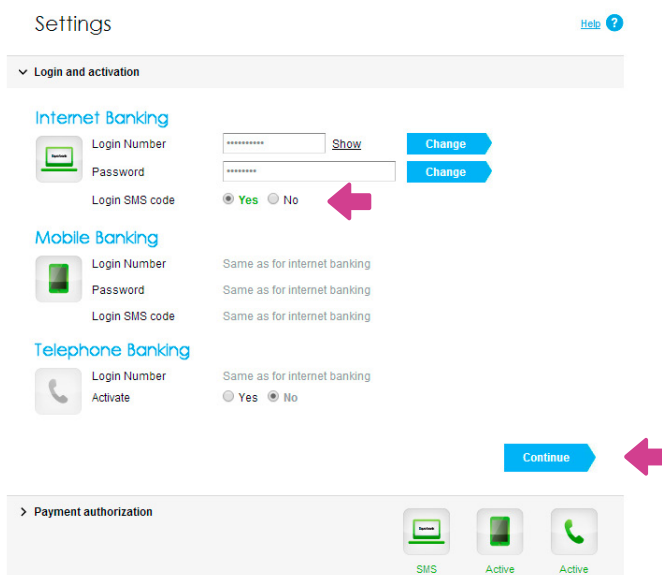 Settings
Help ?
Login and activation
Internet Banking
Login Number ********** Show Change
Password ******** Change
Login SMS code Yes No
Mobile Banking
Login Number Same as for internet banking
Password Same as for internet banking
Login SMS code Same as for internet banking
Telephone Banking
Login Number Same as for internet banking
Activate Yes No
Continue
Payment authorization
SMS Active Active